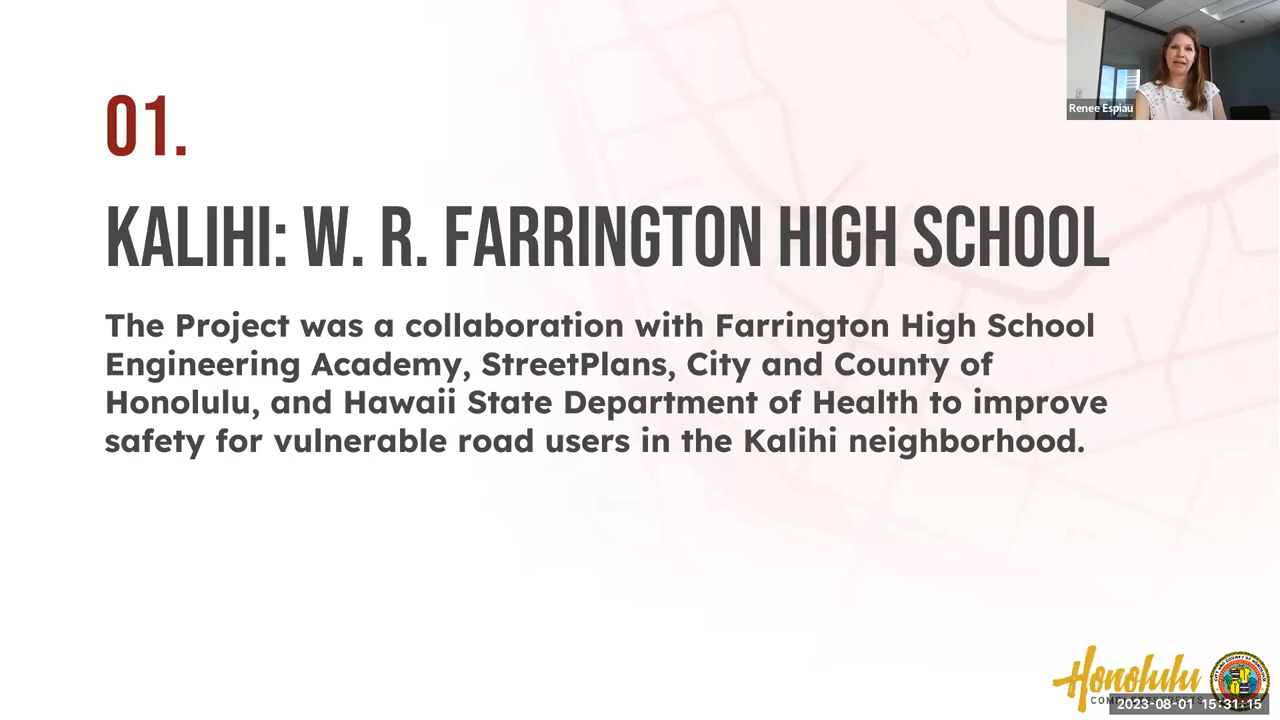 Renee Espiau
01.
KALIHI: W. R. FARRINGTON HIGH SCHOOL
The Project was a collaboration with Farrington High School
Engineering Academy, StreetPlans, City and County of
Honolulu, and Hawaii State Department of Health to improve
safety for vulnerable road users in the Kalihi neighborhood.
Honolulu
2023-08-01 15:31:15